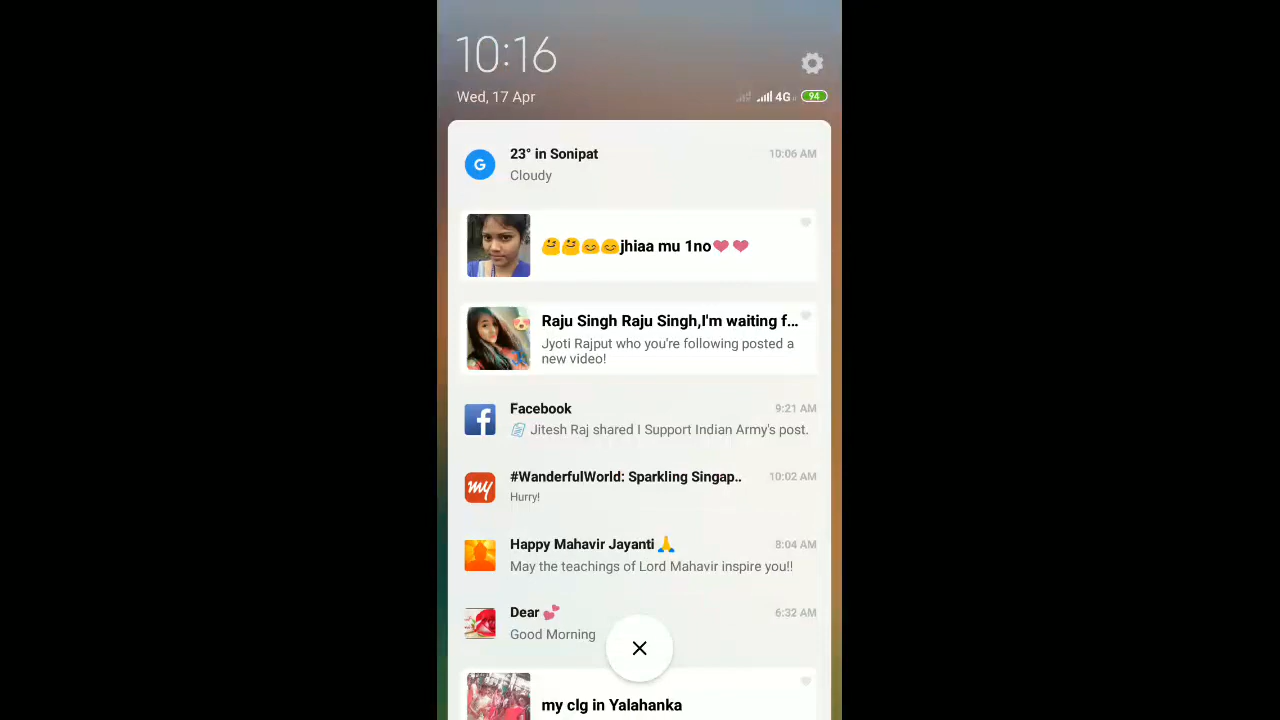 10:16
Wed, 17 Apr
4G 94
23° in Sonipat 10:06 AM
G
Cloudy
🤗🤗😊😊jhiaa mu 1no❤❤
Raju Singh Raju Singh,I'm waiting f...
Jyoti Rajput who you're following posted a
new video!
Facebook 9:21 AM
f
Jitesh Raj shared I Support Indian Army's post.
#WanderfulWorld: Sparkling Singap.. 10:02 AM
my
Hurry!
Happy Mahavir Jayanti🙏 8:04 AM
May the teachings of Lord Mahavir inspire you!!
Dear 💕 6:32 AM
Good Morning
my clg in Yalahanka